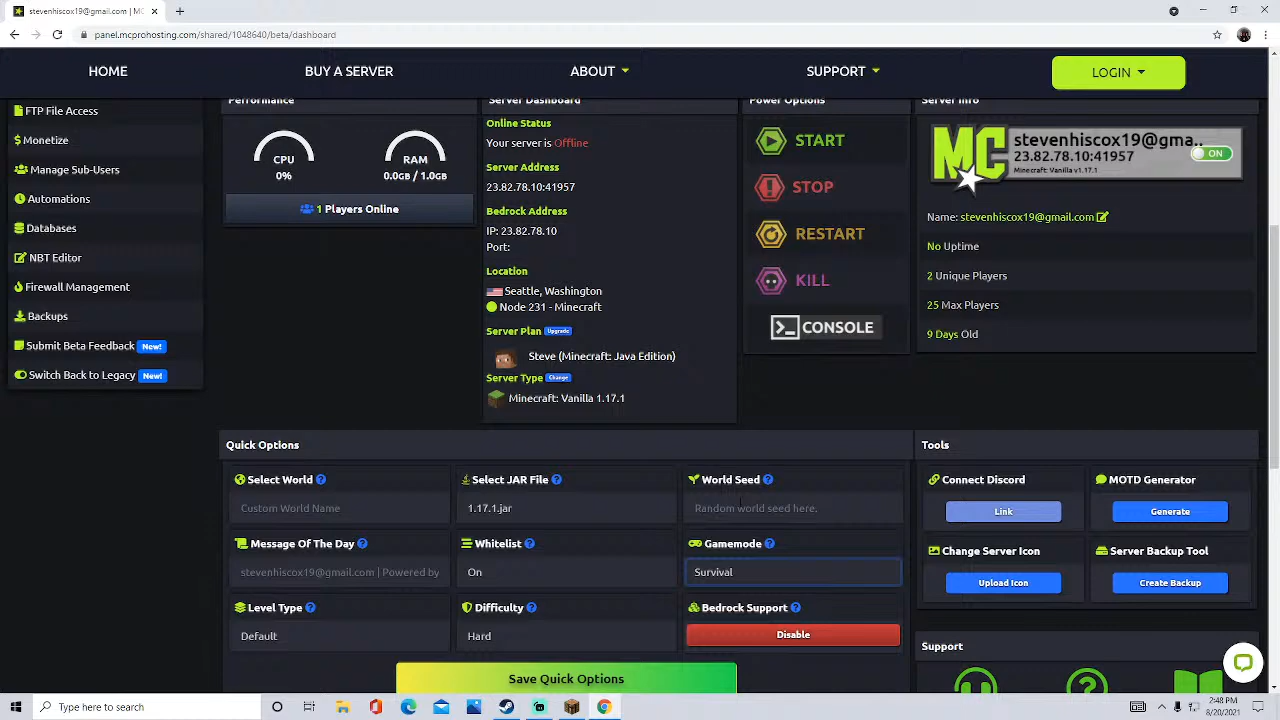 stevenhiscox19@gmail.com | MC
panel.mcprohosting.com/shared/1048640/beta/dashboard
HOME
BUY A SERVER
ABOUT
SUPPORT
LOGIN
FTP File Access
Monetize
Manage Sub-Users
Automations
Databases
NBT Editor
Firewall Management
Backups
Submit Beta Feedback New!
Switch Back to Legacy New!
Performance
CPU
0%
RAM
0.0GB / 1.0GB
1 Players Online
Server Dashboard
Online Status
Your server is Offline
Server Address
23.82.78.10:41957
Bedrock Address
IP: 23.82.78.10
Port:
Location
Seattle, Washington
Node 231 - Minecraft
Server Plan Upgrade
Steve (Minecraft: Java Edition)
Server Type Change
Minecraft: Vanilla 1.17.1
Power Options
START
STOP
RESTART
KILL
CONSOLE
Server Info
MC
stevenhiscox19@gma..
23.82.78.10:41957
Minecraft: Vanilla v1.17.1
ON
Name: stevenhiscox19@gmail.com
No Uptime
2 Unique Players
25 Max Players
9 Days Old
Quick Options
Select World
Custom World Name
Select JAR File
1.17.1.jar
World Seed
Random world seed here.
Message Of The Day
stevenhiscox19@gmail.com | Powered by
Whitelist
On
Gamemode
Survival
Level Type
Default
Difficulty
Hard
Bedrock Support
Disable
Save Quick Options
Tools
Connect Discord
Link
MOTD Generator
Generate
Change Server Icon
Upload Icon
Server Backup Tool
Create Backup
Support
Type here to search
2:48 PM
8/20/2021